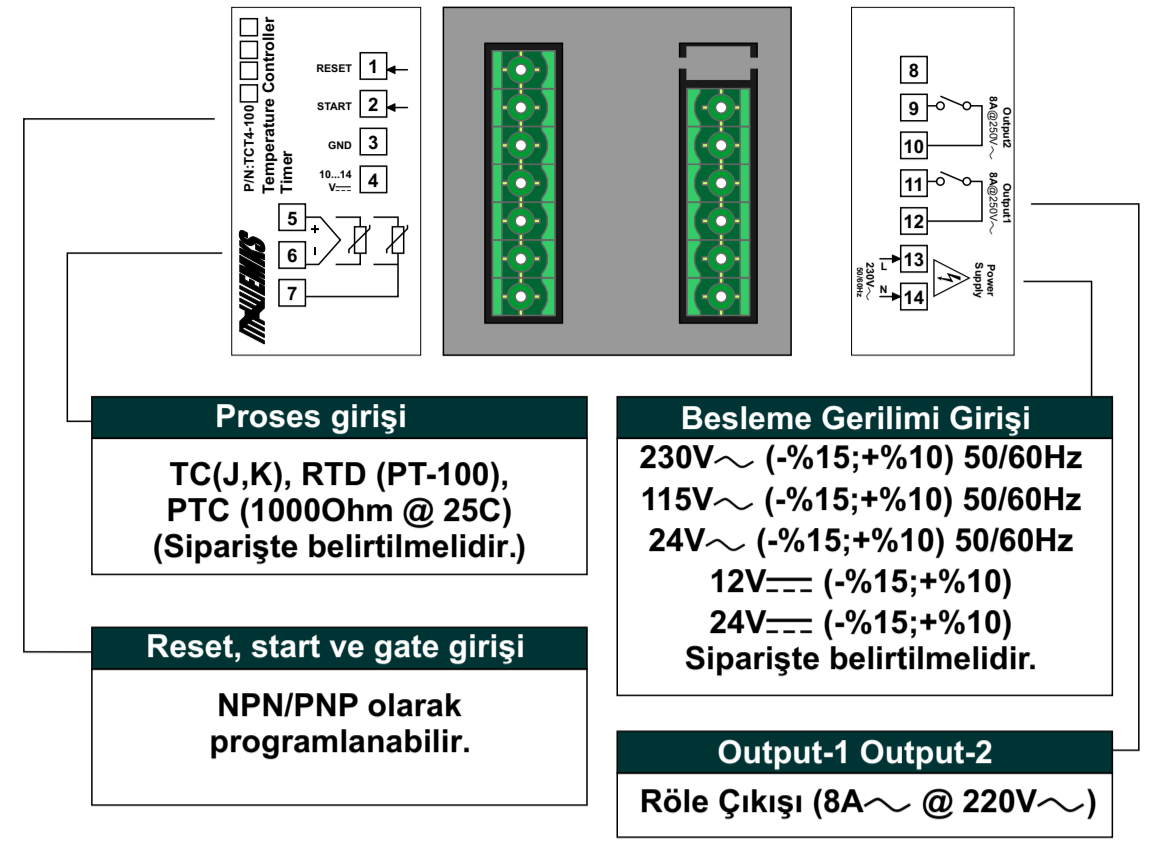 P/N:TCT4-100
Temperature Controller
Timer
RESET 1
START 2
GND 3
10...14 V 4
5
+
6
-
7
8
9
10
Output2
8A@250V～
11
12
Output1
8A@250V～
13
L
14
N
230V～
50/60Hz
Power
Supply
Proses girişi
TC(J,K), RTD (PT-100),
PTC (1000Ohm @ 25C)
(Siparişte belirtilmelidir.)
Reset, start ve gate girişi
NPN/PNP olarak
programlanabilir.
Besleme Gerilimi Girişi
230V～ (-%15;+%10) 50/60Hz
115V～ (-%15;+%10) 50/60Hz
24V～ (-%15;+%10) 50/60Hz
12V⎓ (-%15;+%10)
24V⎓ (-%15;+%10)
Siparişte belirtilmelidir.
Output-1 Output-2
Röle Çıkışı (8A～ @ 220V～)